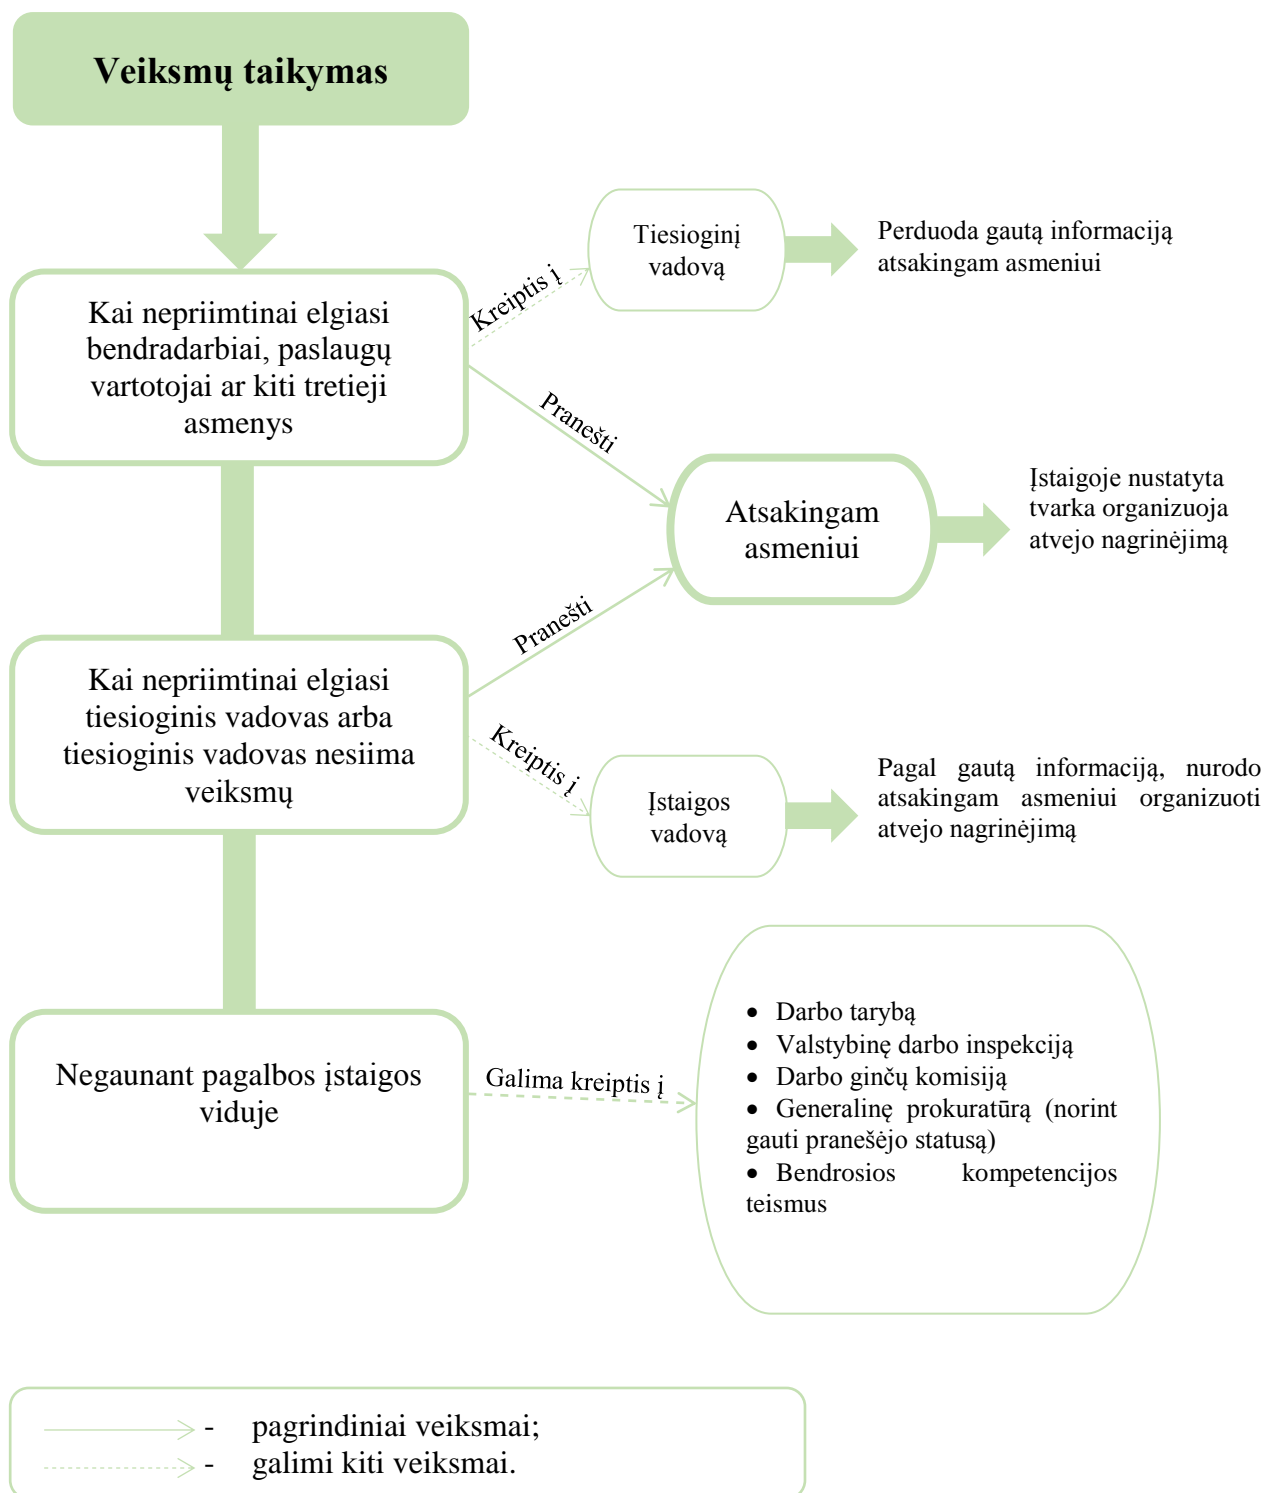 Veiksmų taikymas
Kai nepriimtinai elgiasi
bendradarbiai, paslaugų
vartotojai ar kiti tretieji
asmenys
Kreiptis į
Tiesioginį
vadovą
Perduoda gautą informaciją
atsakingam asmeniui
Pranešti
Atsakingam
asmeniui
Įstaigoje nustatyta
tvarka organizuoja
atvejo nagrinėjimą
Pranešti
Kai nepriimtinai elgiasi
tiesioginis vadovas arba
tiesioginis vadovas nesiima
veiksmų
Kreiptis į
Įstaigos
vadovą
Pagal gautą informaciją, nurodo
atsakingam asmeniui organizuoti
atvejo nagrinėjimą
Negaunant pagalbos įstaigos
viduje
Galima kreiptis į
• Darbo tarybą
• Valstybinę darbo inspekciją
• Darbo ginčų komisiją
• Generalinę prokuratūrą (norint
gauti pranešėjo statusą)
• Bendrosios kompetencijos
teismus
- pagrindiniai veiksmai;
- galimi kiti veiksmai.